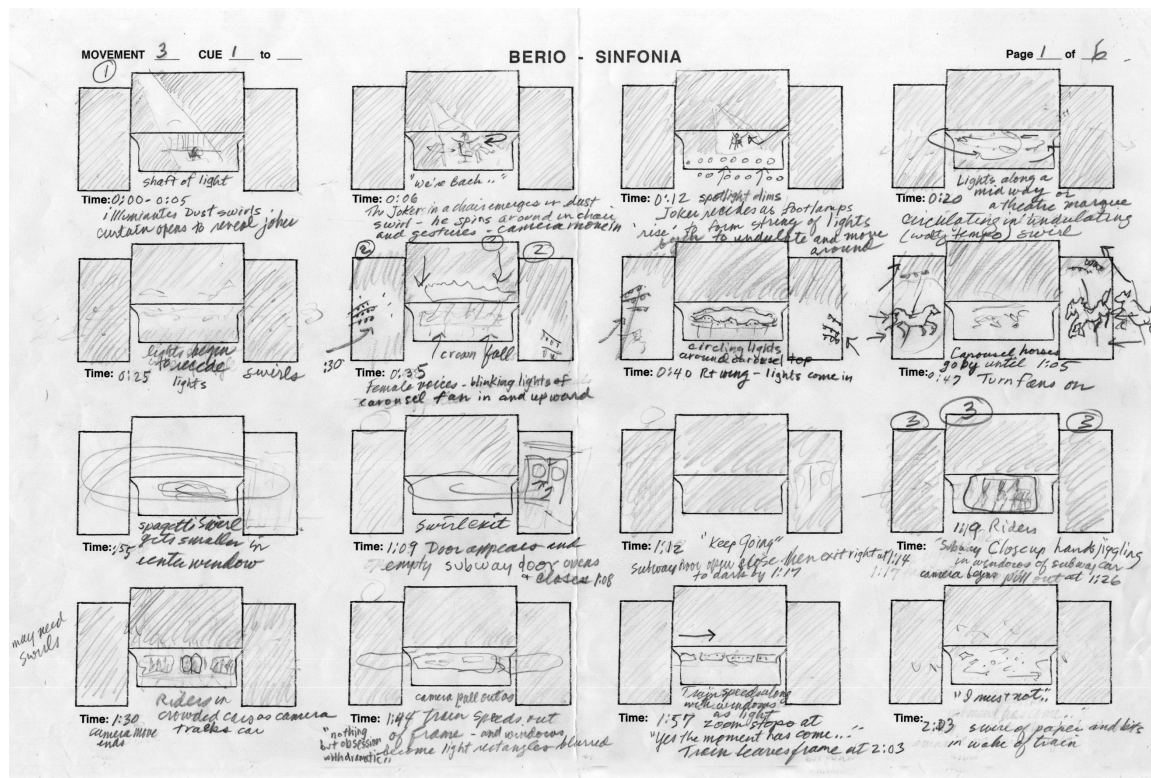 MOVEMENT 3 CUE 1 to
BERIO - SINFONIA
Page 1 of 6
1
shaft of light
Time: 0:00 - 0:05
illuminates Dust swirls
curtain opens to reveal joker
"We're back.."
Time: 0:06
The Joker in a chair emerges in dust
swirl - he spins around in chair
and gestures - camera move in
Time: 0:12 spotlight dims
Joker recides as footlamps
'rise' to form string of lights
begin to undulate and move
around
Lights along a
mid way or
Time: 0:20 a theatre marque
circulating in undulating
(waltz tempo) swirl
lights begin
to recede
Time: 0:25 lights swirls
2
2
2
:30
crown fall
Time: 0:35
Female voices - blinking lights of
carousel fan in and upward
circling lights
around carousel top
Time: 0:40 Rt wing - lights come in
Carousel horses
go by until 1:05
Time: 0:47 Turn fans on
spagetti swirl
gets smaller in
Time: :55 center window
Swirl exit
Time: 1:09 Door appears and
empty subway door opens
+ closes 1:08
"Keep going"
Time: 1:12
subway door open close then exit right at 1:14
to dark by 1:17
1:17
3
3
3
1:19 Riders
Time: Subway Closeup hands jiggling
in windows of subway car
camera begins pull out at 1:26
may need
swirls
Riders in
Time: 1:30 crowded car as camera
camera move tracks car
ends
camera pull out as
Time: 1:44 Train speeds out
of frame - and windows
become light rectangles - blurred
"nothing
but obsession
with dramatic..
Train speeds along
with windows
as light
Time: 1:57 zoom stops at
"Yes the moment has come..."
Train leaves frame at 2:03
"I must not..
Time: 2:03 swirl of paper and bits
in wake of train